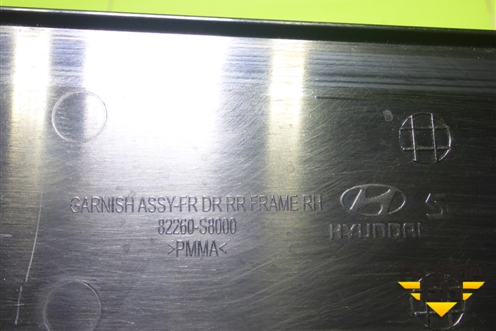 GARNISH ASSY-FR DR RR FRAME RH
82260-S8000
>PMMA<
HYUNDAI